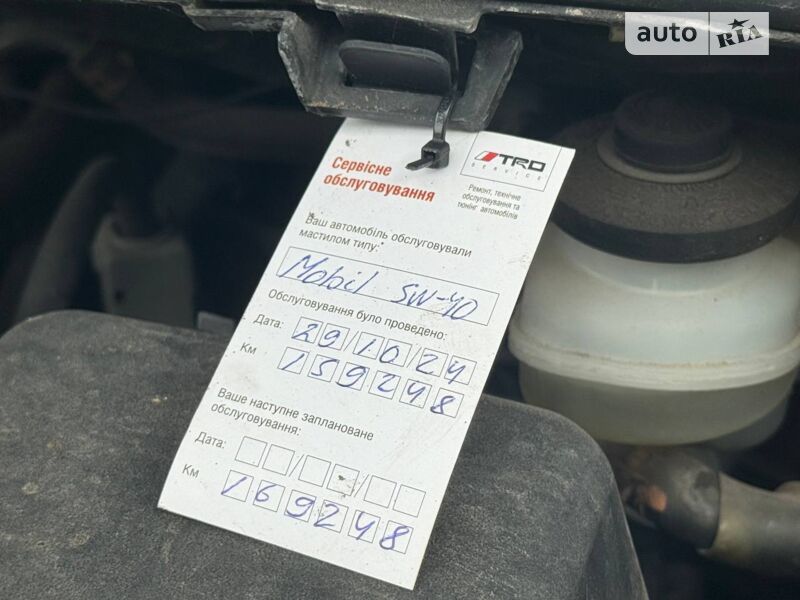 auto RIA
TRD
SERVICE
Сервісне
обслуговування
Ремонт, технічне
обслуговування та
тюнінг автомобілів
Ваш автомобіль обслуговували
мастилом типу:
Mobil 5W-40
Обслуговування було проведено:
Дата: 29/10/24
Км 159248
Ваше наступне заплановане
обслуговування:
Дата: / /
Км 169248